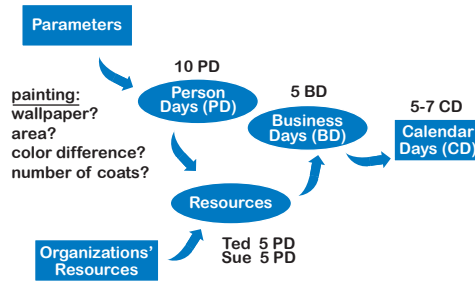 Parameters
10 PD
Person
Days (PD)
painting:
wallpaper?
area?
color difference?
number of coats?
5 BD
Business
Days (BD)
5-7 CD
Calendar
Days (CD)
Resources
Ted 5 PD
Sue 5 PD
Organizations'
Resources